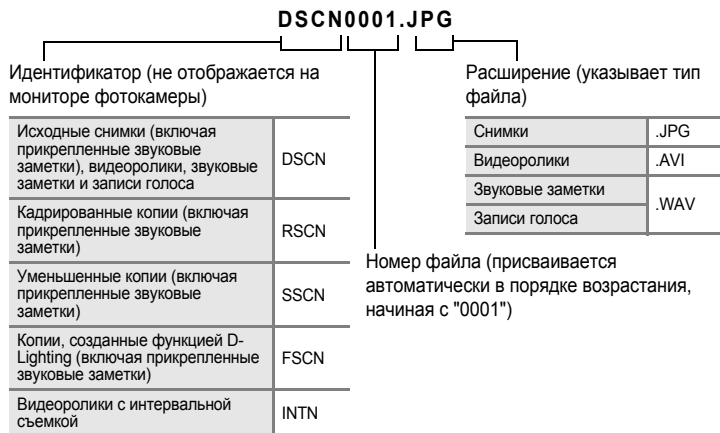 DSCN0001.JPG
Идентификатор (не отображается на
мониторе фотокамеры)
Исходные снимки (включая
прикрепленные звуковые
заметки), видеоролики, звуковые
заметки и записи голоса
DSCN
Кадрированные копии (включая
прикрепленные звуковые
заметки)
RSCN
Уменьшенные копии (включая
прикрепленные звуковые
заметки)
SSCN
Копии, созданные функцией D-
Lighting (включая прикрепленные
звуковые заметки)
FSCN
Видеоролики с интервальной
съемкой
INTN
Расширение (указывает тип
файла)
Снимки
.JPG
Видеоролики
.AVI
Звуковые заметки
.WAV
Записи голоса
Номер файла (присваивается
автоматически в порядке возрастания,
начиная с "0001")